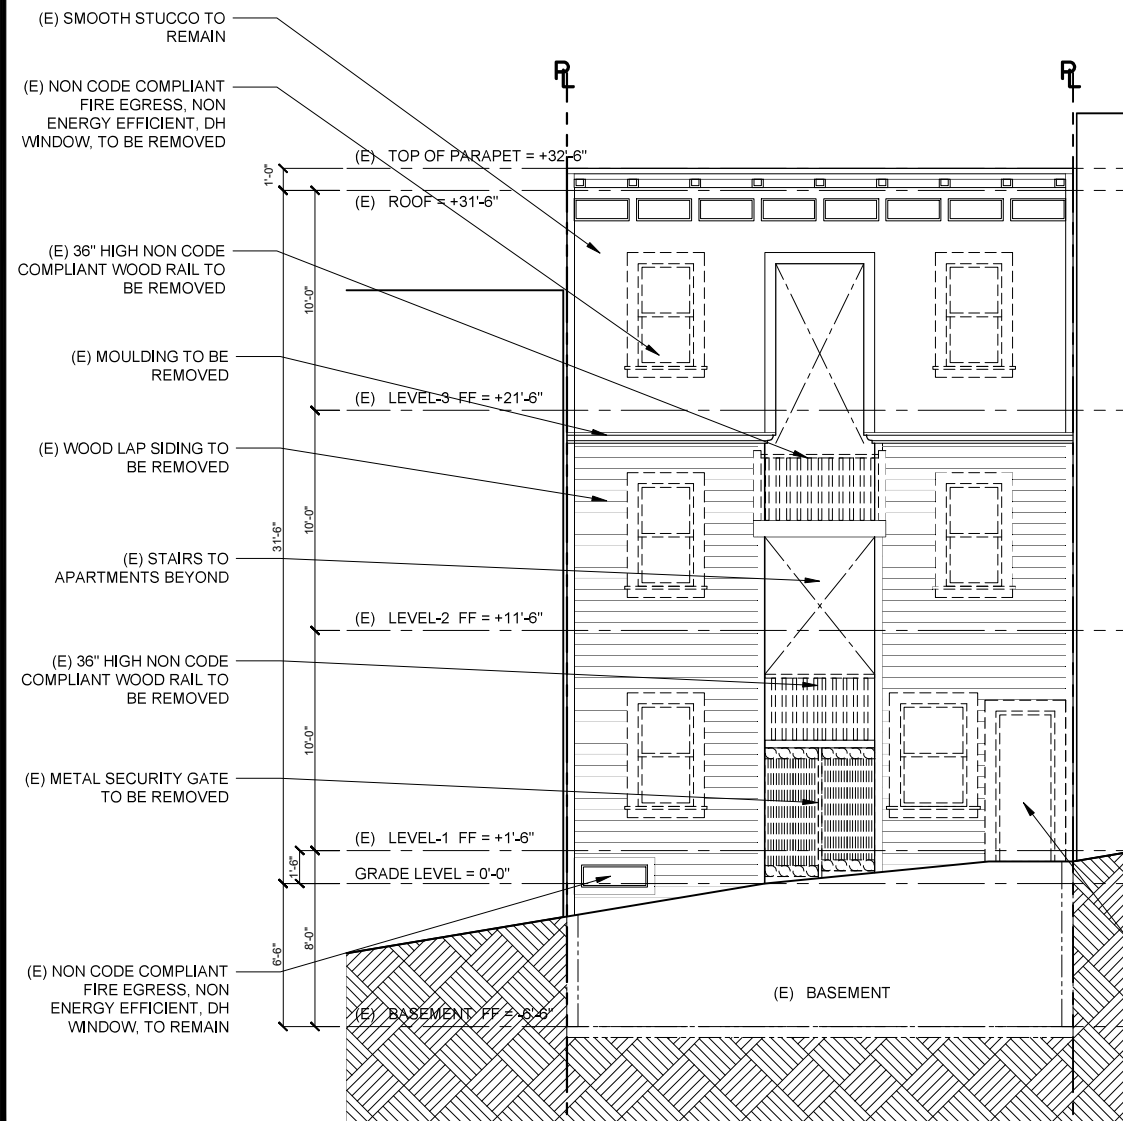 (E) SMOOTH STUCCO TO
REMAIN
(E) NON CODE COMPLIANT
FIRE EGRESS, NON
ENERGY EFFICIENT, DH
WINDOW, TO BE REMOVED
PL
PL
(E) TOP OF PARAPET = +32'-6"
1'-0"
(E) ROOF = +31'-6"
(E) 36" HIGH NON CODE
COMPLIANT WOOD RAIL TO
BE REMOVED
10'-0"
(E) MOULDING TO BE
REMOVED
(E) LEVEL-3 FF = +21'-6"
(E) WOOD LAP SIDING TO
BE REMOVED
31'-6"
10'-0"
(E) STAIRS TO
APARTMENTS BEYOND
(E) LEVEL-2 FF = +11'-6"
(E) 36" HIGH NON CODE
COMPLIANT WOOD RAIL TO
BE REMOVED
10'-0"
(E) METAL SECURITY GATE
TO BE REMOVED
(E) LEVEL-1 FF = +1'-6"
1'-6"
GRADE LEVEL = 0'-0"
6'-6"
8'-0"
(E) NON CODE COMPLIANT
FIRE EGRESS, NON
ENERGY EFFICIENT, DH
WINDOW, TO REMAIN
(E) BASEMENT
(E) BASEMENT FF = -6'-6"